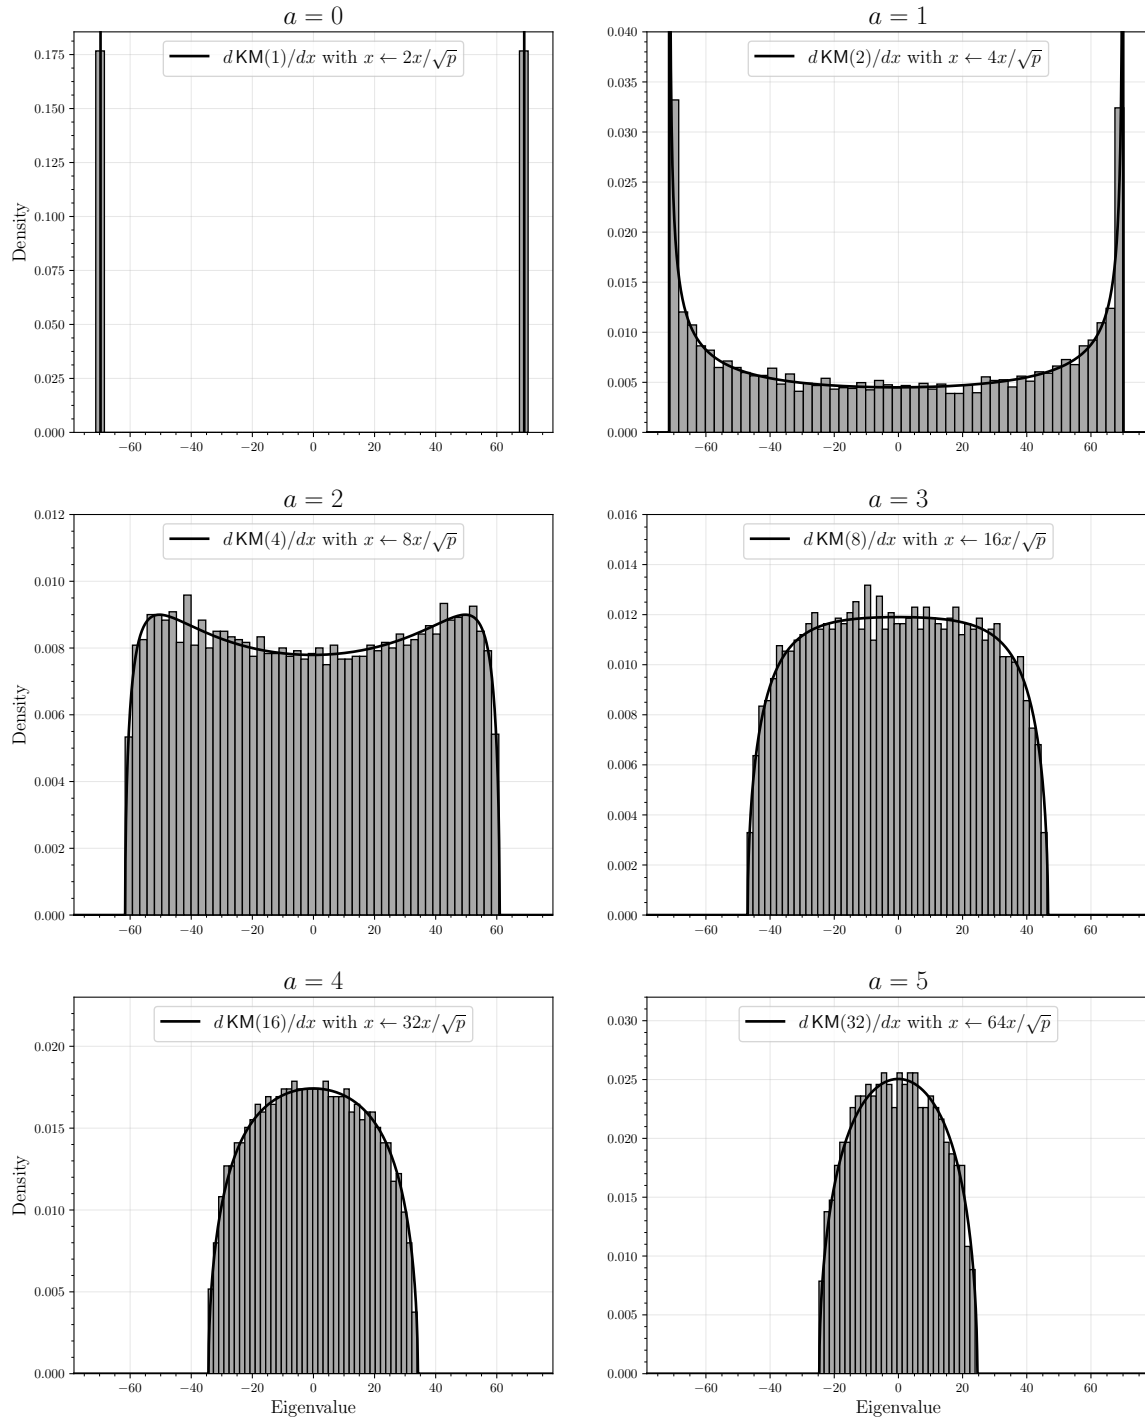 a = 0
d KM(1)/dx with x ← 2x/√p
0.175
0.150
0.125
0.100
0.075
0.050
0.025
0.000
Density
−60 −40 −20 0 20 40 60
a = 1
d KM(2)/dx with x ← 4x/√p
0.040
0.035
0.030
0.025
0.020
0.015
0.010
0.005
0.000
−60 −40 −20 0 20 40 60
a = 2
d KM(4)/dx with x ← 8x/√p
0.012
0.010
0.008
0.006
0.004
0.002
0.000
Density
−60 −40 −20 0 20 40 60
a = 3
d KM(8)/dx with x ← 16x/√p
0.016
0.014
0.012
0.010
0.008
0.006
0.004
0.002
0.000
−60 −40 −20 0 20 40 60
a = 4
d KM(16)/dx with x ← 32x/√p
0.020
0.015
0.010
0.005
0.000
Density
−60 −40 −20 0 20 40 60
Eigenvalue
a = 5
d KM(32)/dx with x ← 64x/√p
0.030
0.025
0.020
0.015
0.010
0.005
0.000
−60 −40 −20 0 20 40 60
Eigenvalue